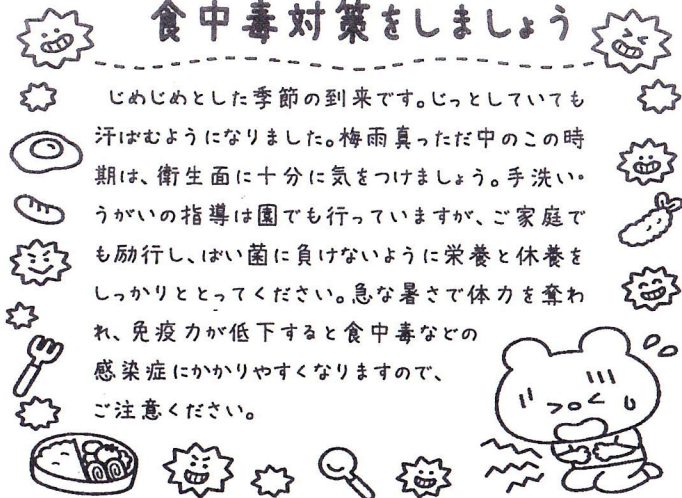 食中毒対策をしましょう
じめじめとした季節の到来です。じっとしていても
汗ばむようになりました。梅雨真っただ中のこの時
期は、衛生面に十分に気をつけましょう。手洗い・
うがいの指導は園でも行っていますが、ご家庭で
も励行し、ばい菌に負けないように栄養と休養を
しっかりととってください。急な暑さで体力を奪わ
れ、免疫力が低下すると食中毒などの
感染症にかかりやすくなりますので、
ご注意ください。